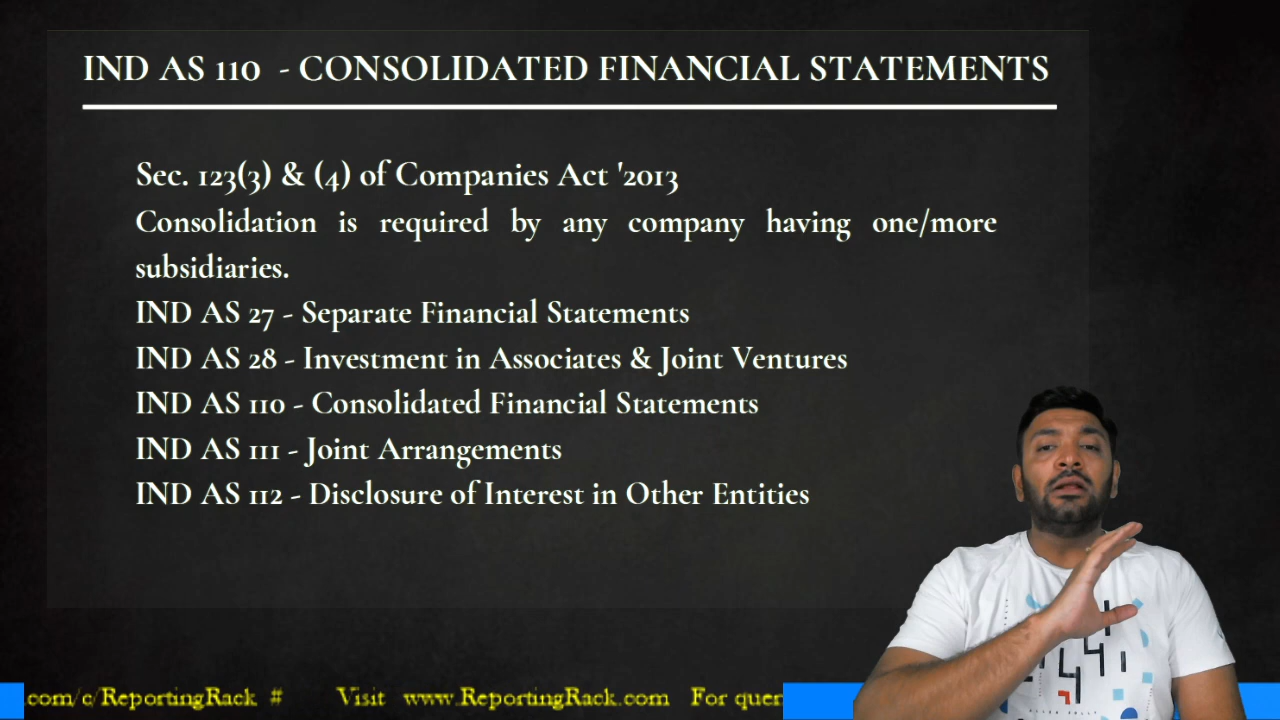 IND AS 110 - CONSOLIDATED FINANCIAL STATEMENTS
Sec. 123(3) & (4) of Companies Act '2013
Consolidation is required by any company having one/more
subsidiaries.
IND AS 27 - Separate Financial Statements
IND AS 28 - Investment in Associates & Joint Ventures
IND AS 110 - Consolidated Financial Statements
IND AS 111 - Joint Arrangements
IND AS 112 - Disclosure of Interest in Other Entities
.com/c/ReportingRack # Visit www.ReportingRack.com For quer